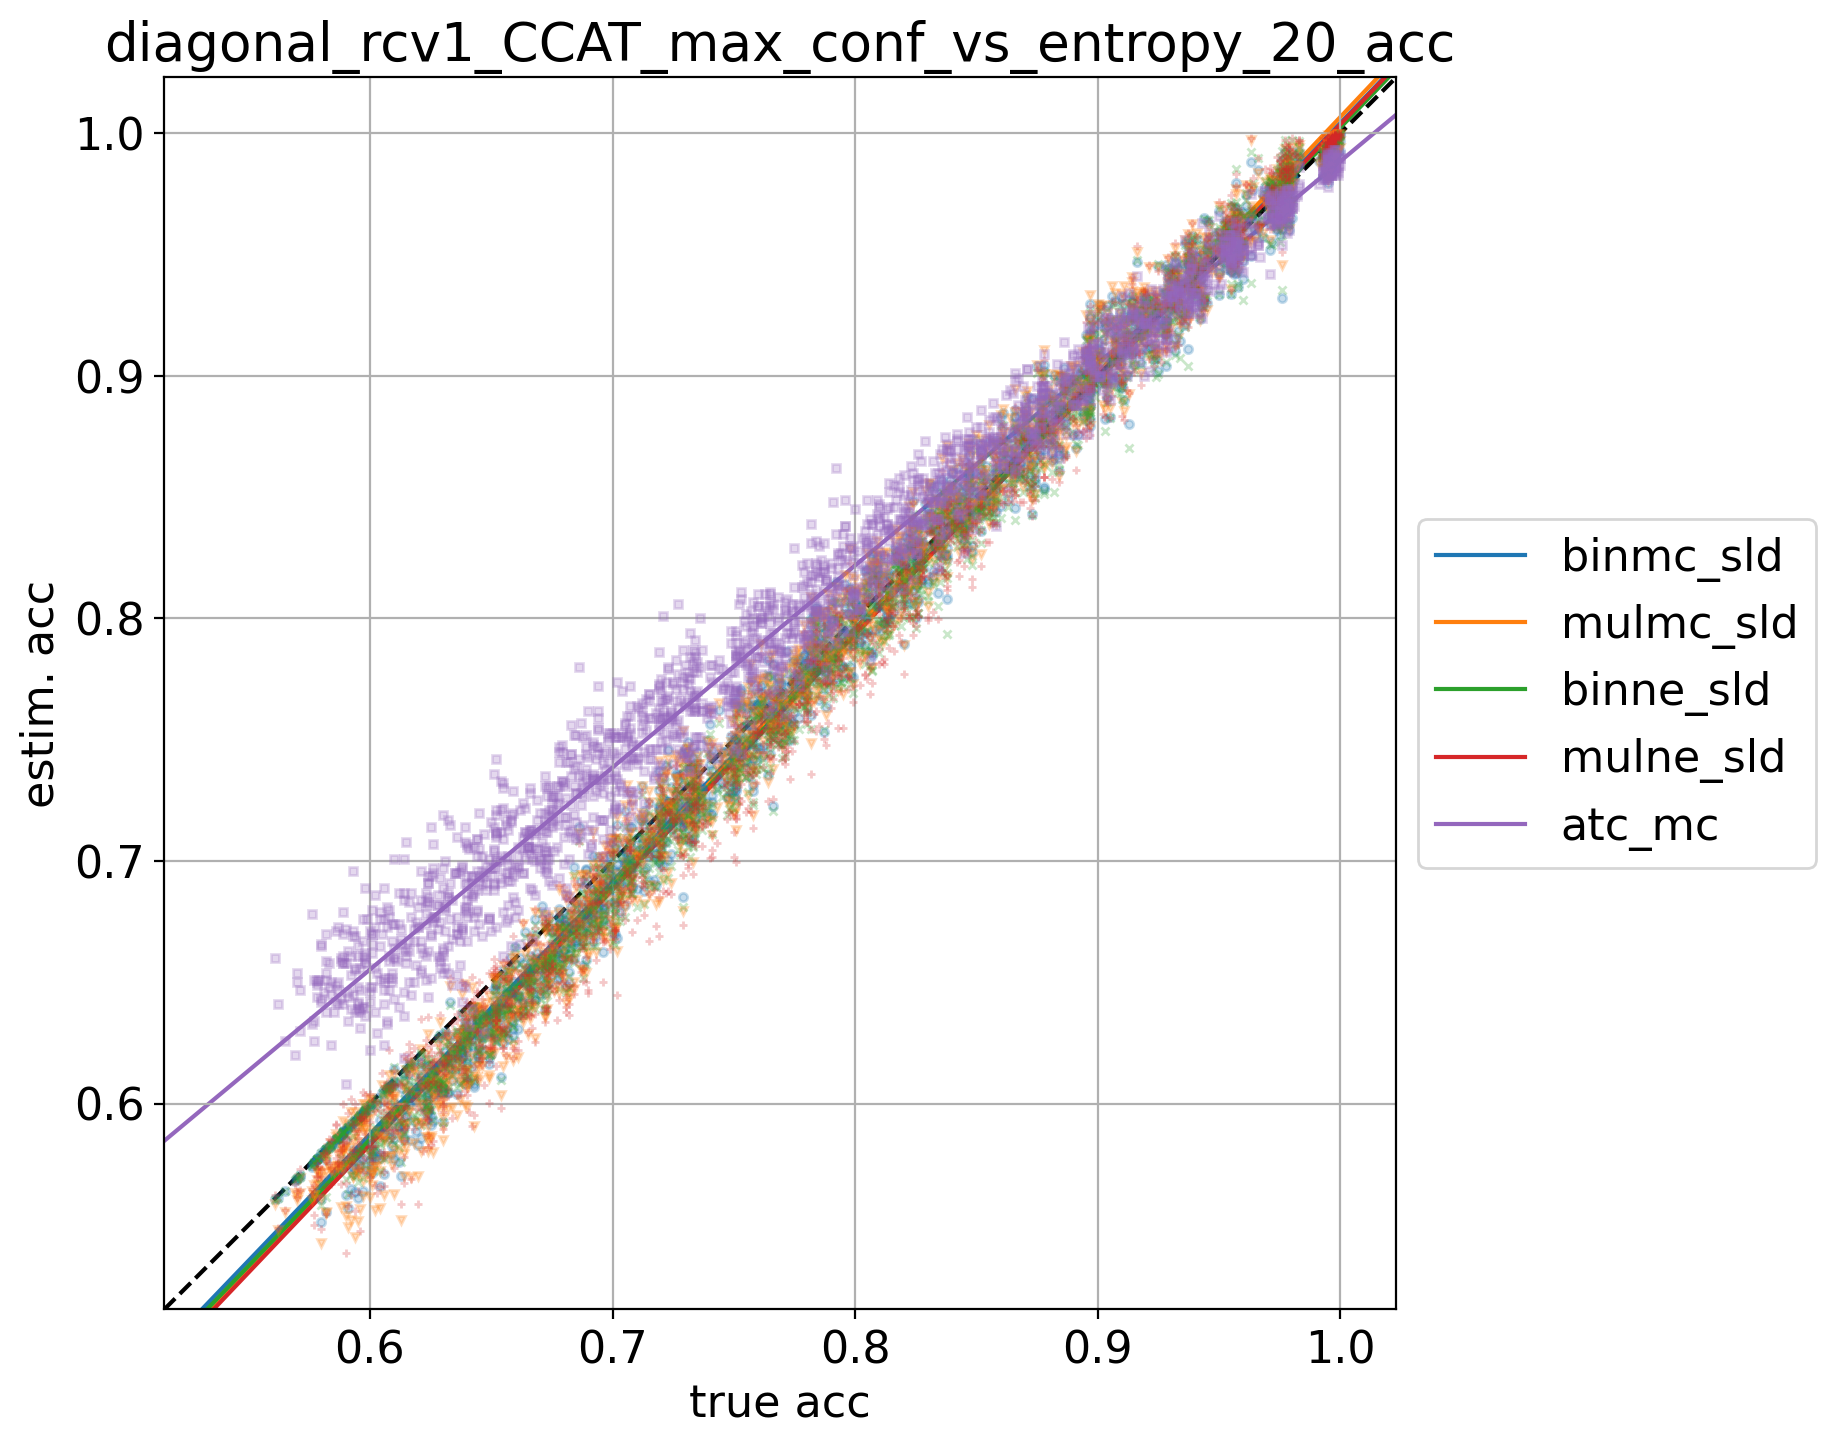 diagonal_rcv1_CCAT_max_conf_vs_entropy_20_acc
1.0
0.9
0.8
0.7
0.6
estim. acc
0.6 0.7 0.8 0.9 1.0
true acc
binmc_sld
mulmc_sld
binne_sld
mulne_sld
atc_mc